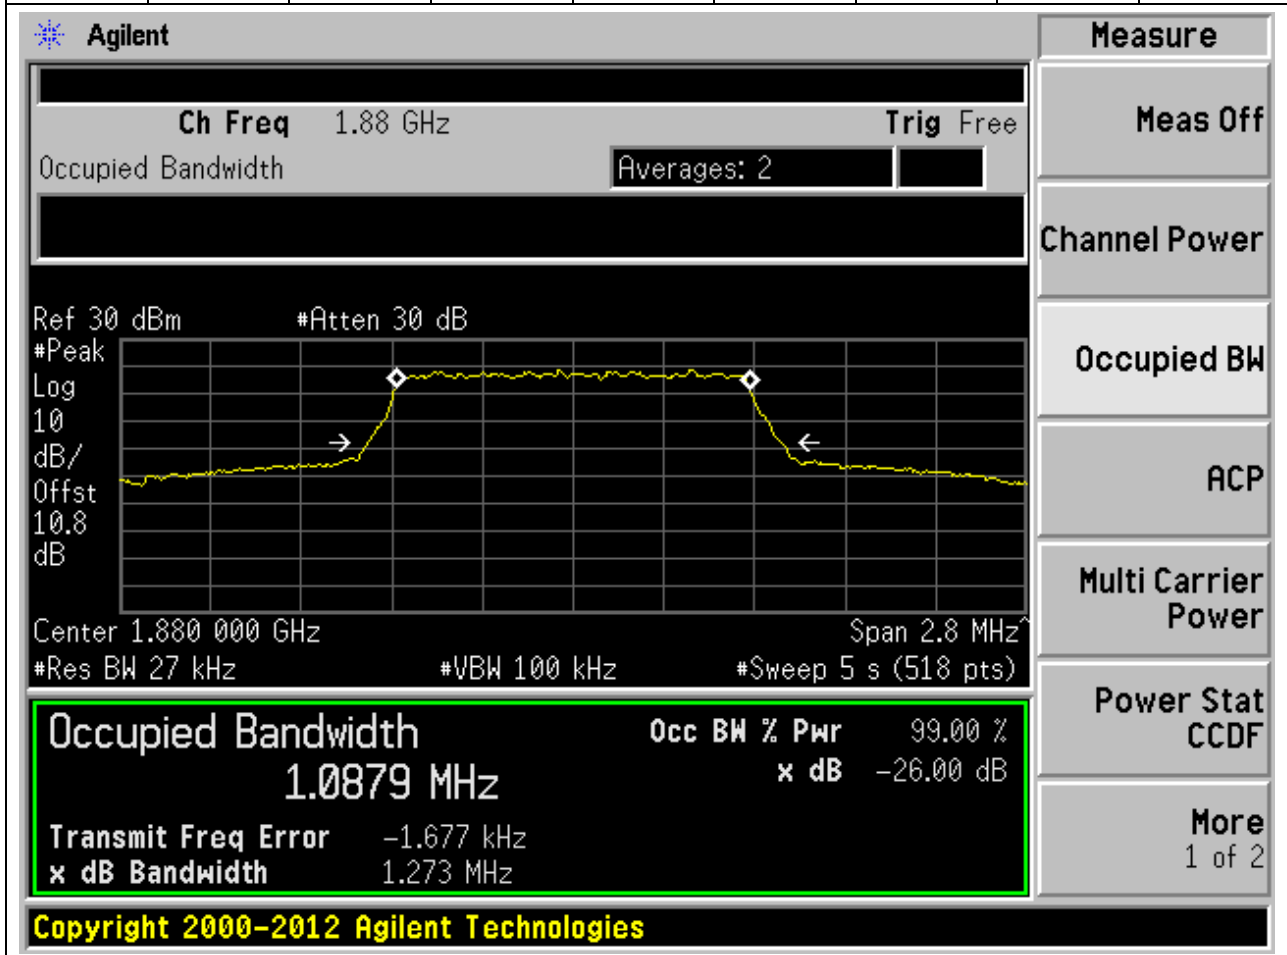 Agilent
Measure
Ch Freq 1.88 GHz Trig Free
Meas Off
Occupied Bandwidth Averages: 2
Channel Power
Ref 30 dBm #Atten 30 dB
#Peak
Log
10
dB/
Offst
10.8
dB
Occupied BW
ACP
Center 1.880 000 GHz Span 2.8 MHz^
#Res BW 27 kHz #VBW 100 kHz #Sweep 5 s (518 pts)
Multi Carrier
Power
Occupied Bandwidth Occ BW % Pwr 99.00 %
1.0879 MHz x dB -26.00 dB
Transmit Freq Error -1.677 kHz
x dB Bandwidth 1.273 MHz
Power Stat
CCDF
More
1 of 2
Copyright 2000-2012 Agilent Technologies